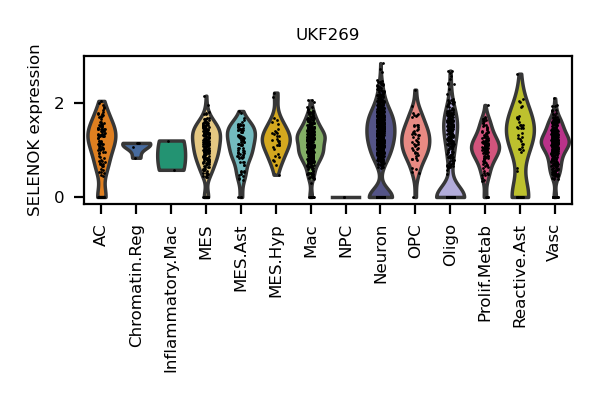 UKF269
SELENOK expression
2
0
AC
Chromatin.Reg
Inflammatory.Mac
MES
MES.Ast
MES.Hyp
Mac
NPC
Neuron
OPC
Oligo
Prolif.Metab
Reactive.Ast
Vasc